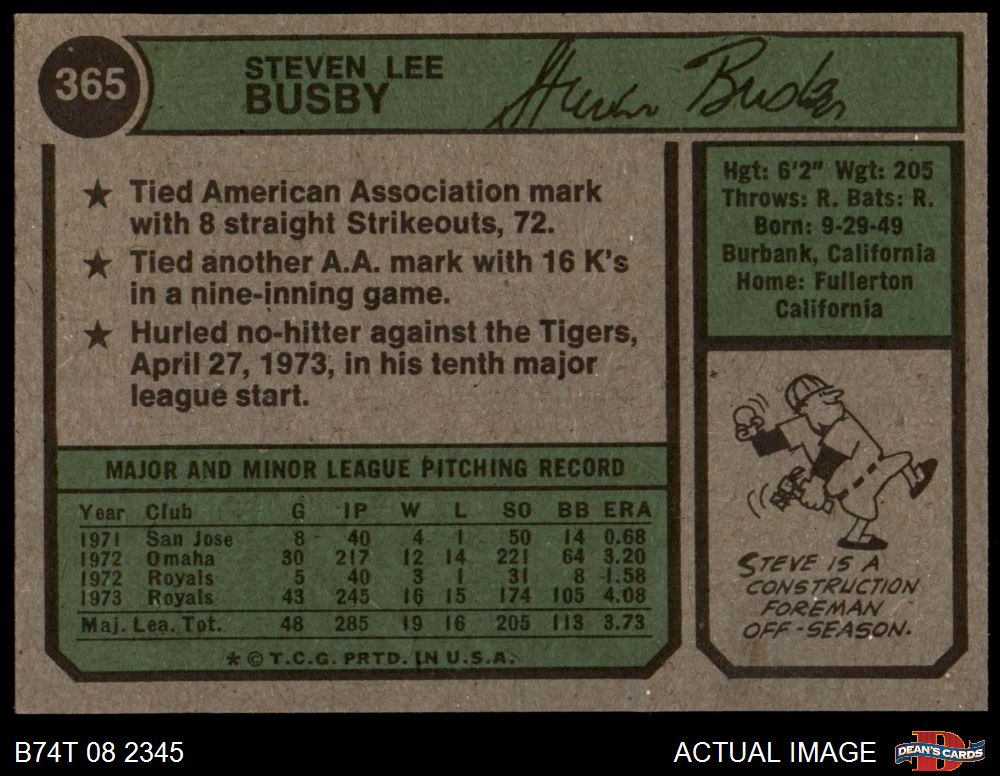 365
STEVEN LEE
BUSBY
Steven Busby
★ Tied American Association mark
with 8 straight Strikeouts, 72.
★ Tied another A.A. mark with 16 K's
in a nine-inning game.
★ Hurled no-hitter against the Tigers,
April 27, 1973, in his tenth major
league start.
Hgt: 6'2" Wgt: 205
Throws: R. Bats: R.
Born: 9-29-49
Burbank, California
Home: Fullerton
California
MAJOR AND MINOR LEAGUE PITCHING RECORD
Year Club G IP W L SO BB ERA
1971 San Jose 8 40 4 1 50 14 0.68
1972 Omaha 30 217 12 14 221 64 3.20
1972 Royals 5 40 3 1 31 8 1.58
1973 Royals 43 245 16 15 174 105 4.08
Maj. Lea. Tot. 48 285 19 16 205 113 3.73
* © T.C.G. PRTD. IN U.S.A.
STEVE IS A
CONSTRUCTION
FOREMAN
OFF-SEASON.
B74T 08 2345
ACTUAL IMAGE
D
DEAN'S CARDS